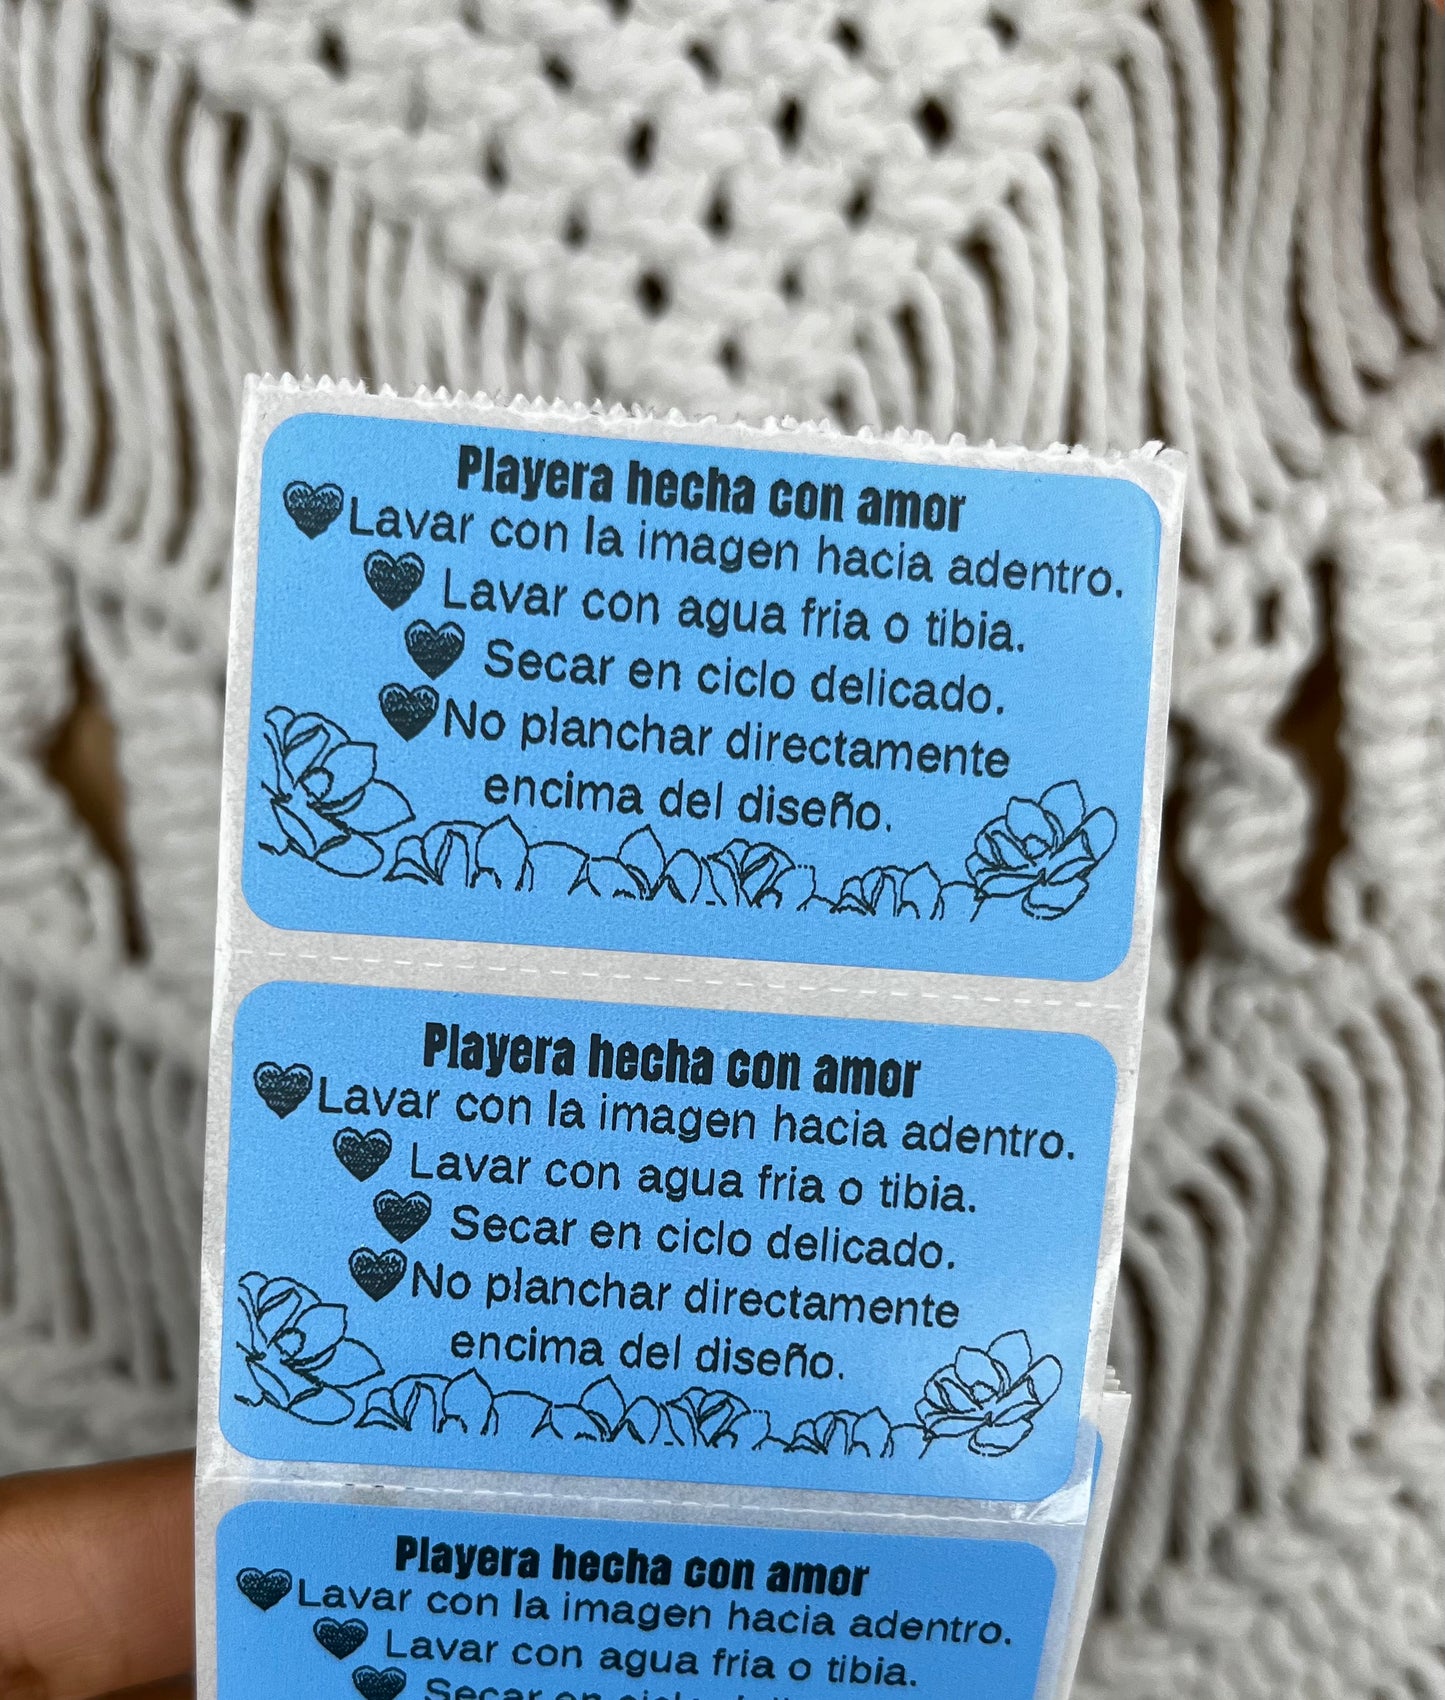 Playera hecha con amor
🖤Lavar con la imagen hacia adentro.
🖤 Lavar con agua fria o tibia.
🖤 Secar en ciclo delicado.
🖤No planchar directamente
encima del diseño.
Playera hecha con amor
🖤Lavar con la imagen hacia adentro.
🖤 Lavar con agua fria o tibia.
🖤 Secar en ciclo delicado.
🖤No planchar directamente
encima del diseño.
Playera hecha con amor
🖤Lavar con la imagen hacia adentro.
🖤 Lavar con agua fria o tibia.
🖤 Secar en